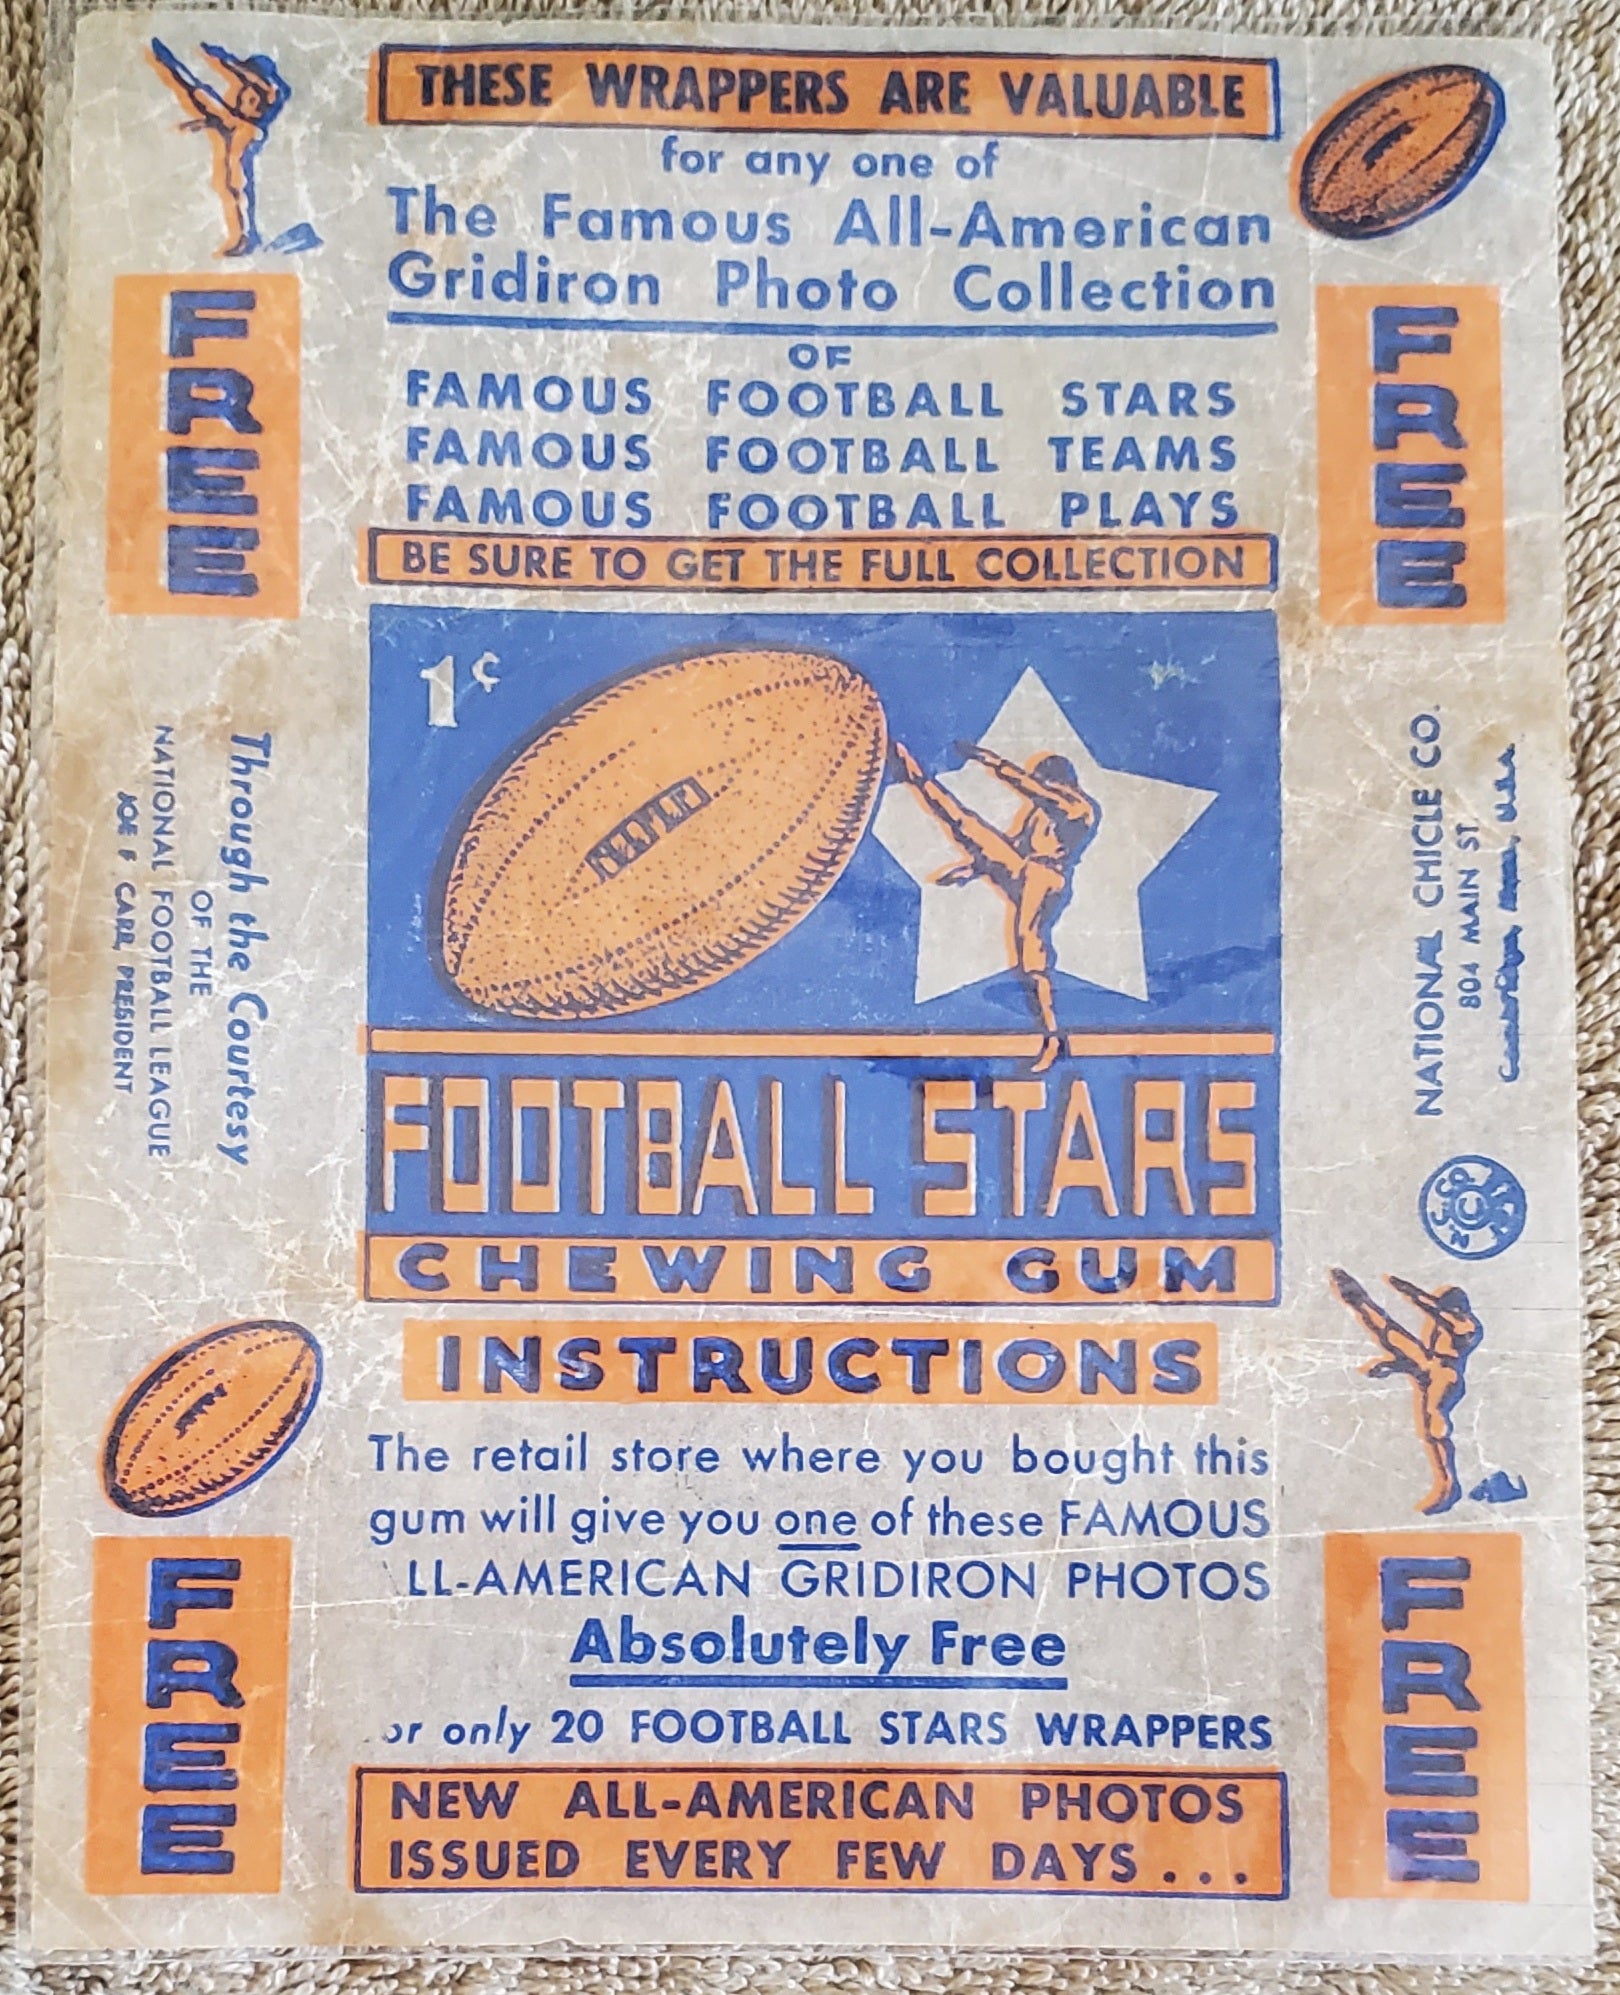 THESE WRAPPERS ARE VALUABLE
for any one of
The Famous All-American
Gridiron Photo Collection
OF
FAMOUS FOOTBALL STARS
FAMOUS FOOTBALL TEAMS
FAMOUS FOOTBALL PLAYS
BE SURE TO GET THE FULL COLLECTION
FREE
FREE
1¢
FOOTBALL STARS
CHEWING GUM
Through the Courtesy
OF THE
NATIONAL FOOTBALL LEAGUE
JOE F CARR, PRESIDENT
NATIONAL CHICLE CO.
804 MAIN ST.
INSTRUCTIONS
The retail store where you bought this
gum will give you one of these FAMOUS
LL-AMERICAN GRIDIRON PHOTOS
Absolutely Free
or only 20 FOOTBALL STARS WRAPPERS
NEW ALL-AMERICAN PHOTOS
ISSUED EVERY FEW DAYS...
FREE
FREE